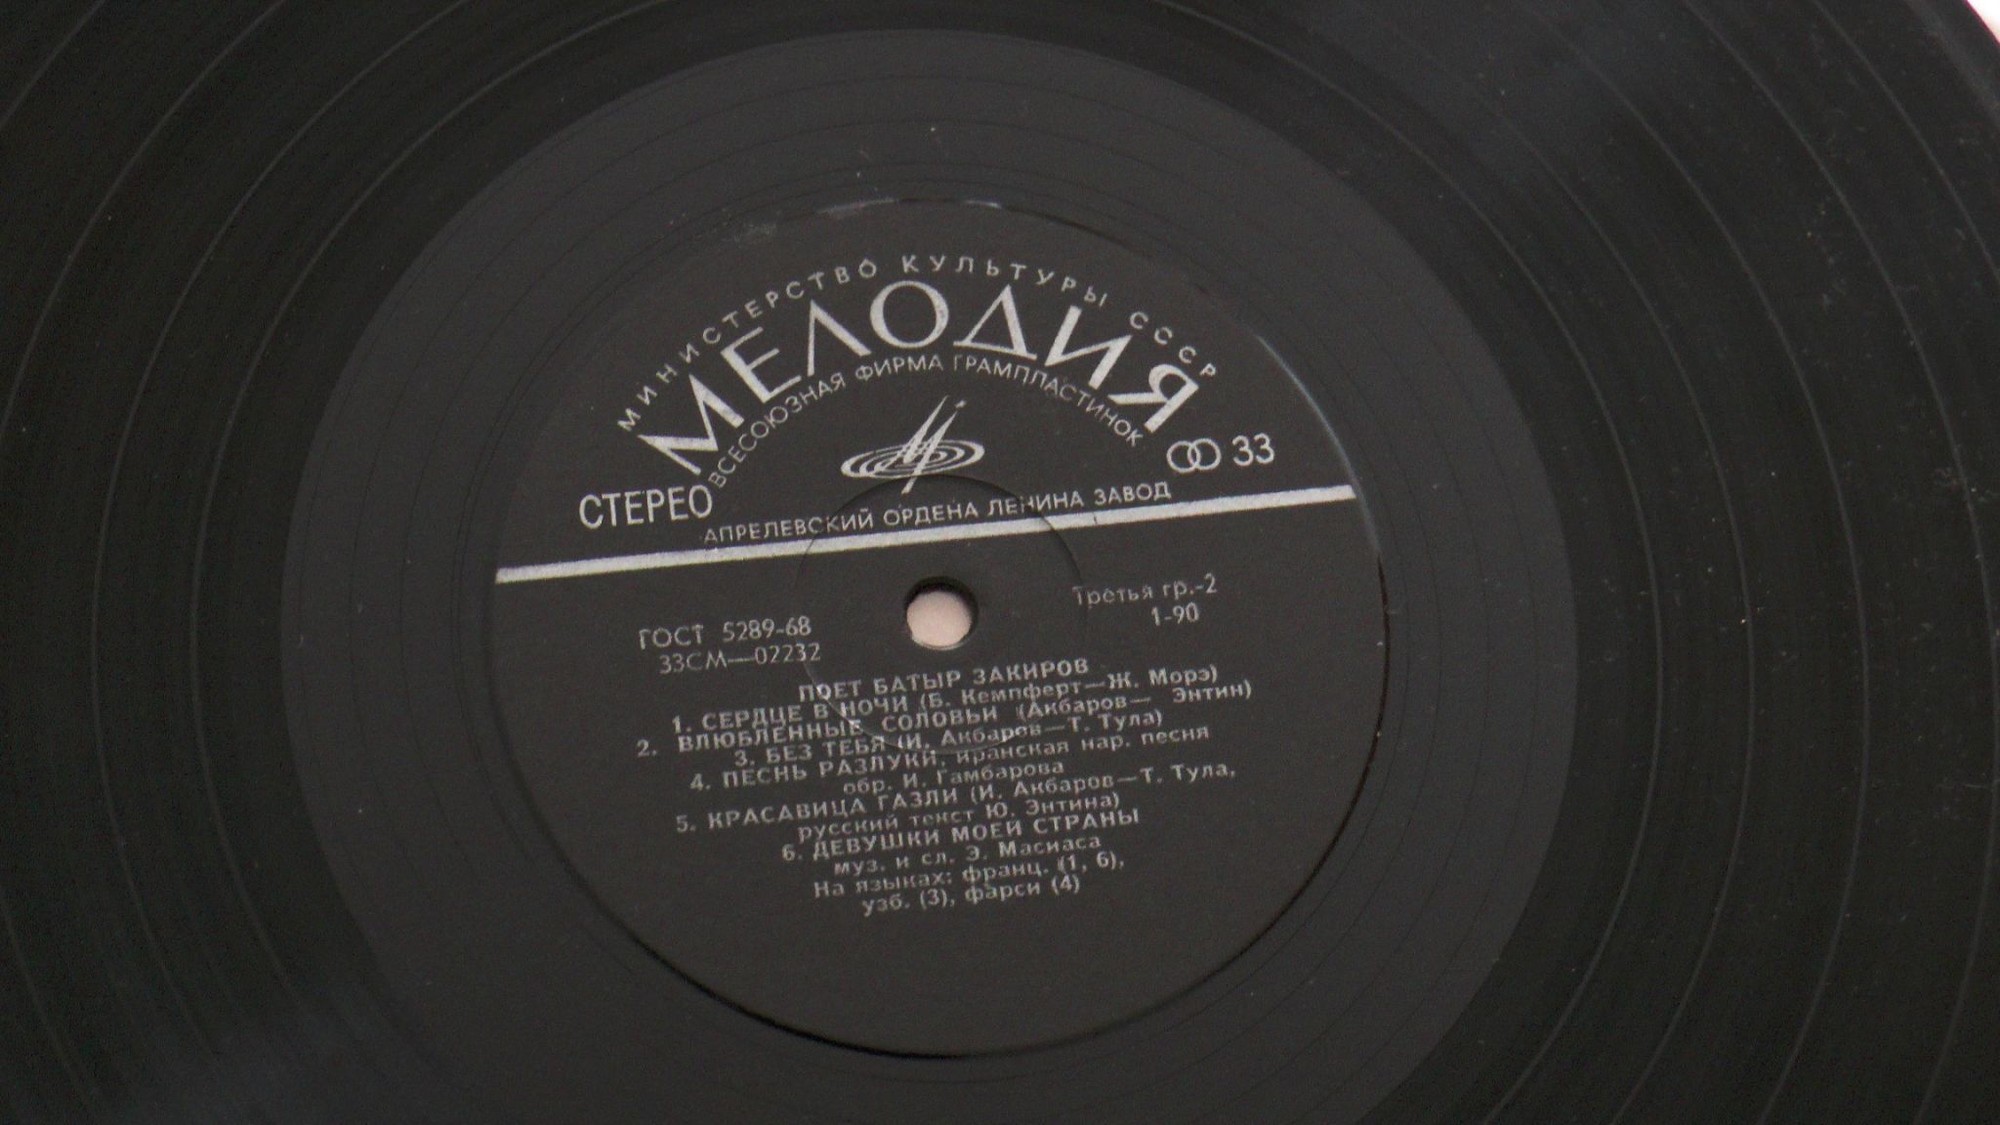 МИНИСТЕРСТВО КУЛЬТУРЫ СССР
МЕЛОДИЯ
ВСЕСОЮЗНАЯ ФИРМА ГРАМПЛАСТИНОК
СТЕРЕО
33
АПРЕЛЕВСКИЙ ОРДЕНА ЛЕНИНА ЗАВОД
ГОСТ 5289-68
33СМ—02232
Третья гр.-2
1-90
ПОЕТ БАТЫР ЗАКИРОВ
1. СЕРДЦЕ В НОЧИ (Б. Кемпферт—Ж. Морэ)
2. ВЛЮБЛЕННЫЕ СОЛОВЬИ (Акбаров— Энтин)
3. БЕЗ ТЕБЯ (И. Акбаров—Т. Тула)
4. ПЕСНЬ РАЗЛУКИ, иранская нар. песня
обр. И. Гамбарова
5. КРАСАВИЦА ГАЗЛИ (И. Акбаров—Т. Тула,
русский текст Ю. Энтина)
6. ДЕВУШКИ МОЕЙ СТРАНЫ
муз. и сл. Э. Масиаса
На языках: франц. (1, 6),
узб. (3), фарси (4)